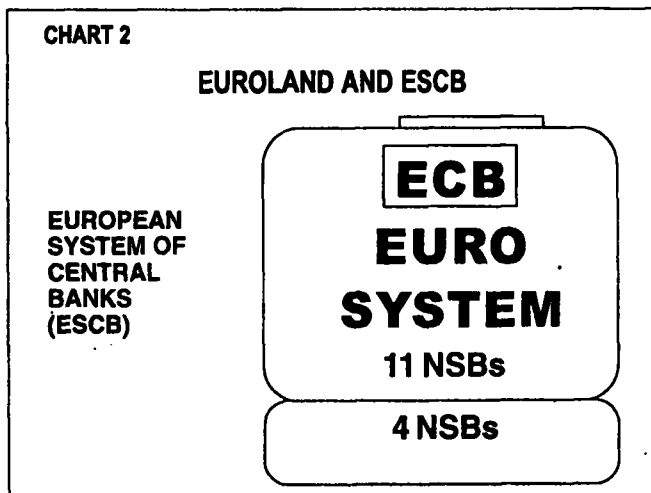 CHART 2
EUROLAND AND ESCB
EUROPEAN
SYSTEM OF
CENTRAL
BANKS
(ESCB)
ECB
EURO
SYSTEM
11 NSBs
4 NSBs